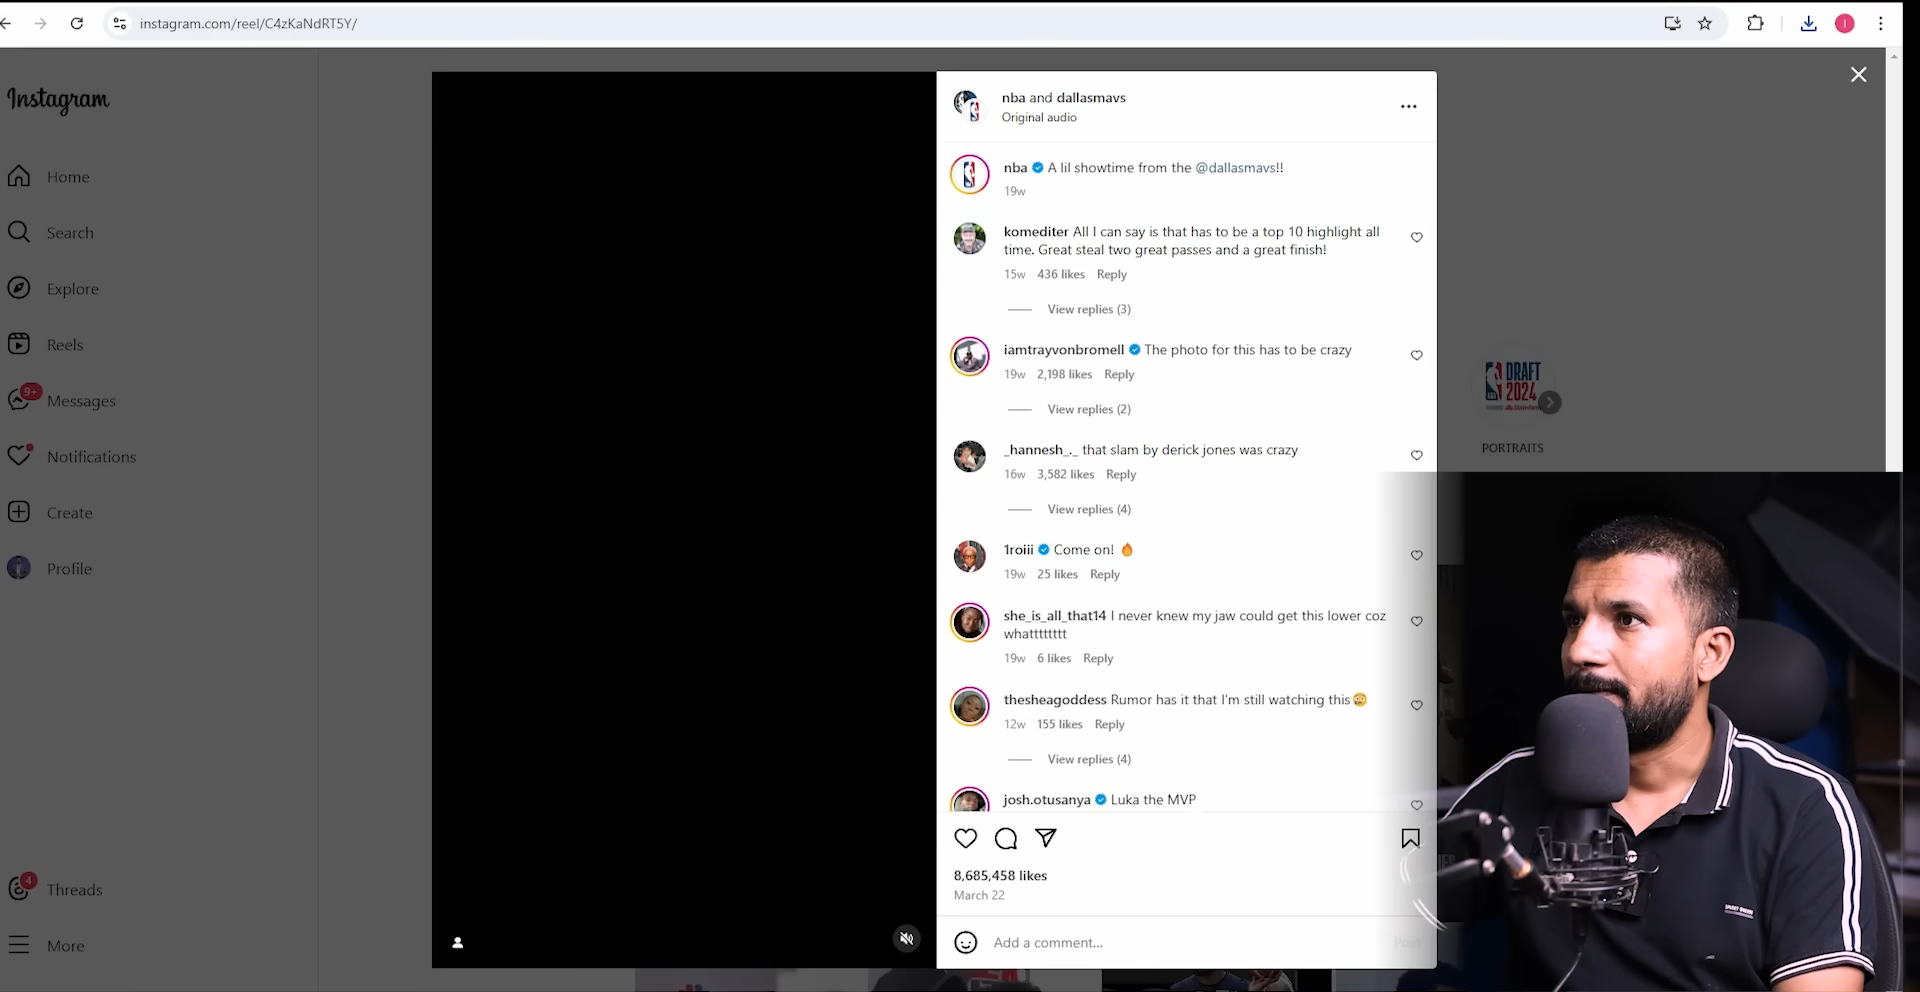 instagram.com/reel/C4zKaNdRT5Y/
Instagram
Home
Search
Explore
Reels
9+
Messages
Notifications
Create
Profile
4
Threads
More
nba and dallasmavs
Original audio
nba A lil showtime from the @dallasmavs!!
19w
komediter All I can say is that has to be a top 10 highlight all
time. Great steal two great passes and a great finish!
15w 436 likes Reply
View replies (3)
iamtrayvonbromell The photo for this has to be crazy
19w 2,198 likes Reply
View replies (2)
_hannesh_._ that slam by derick jones was crazy
16w 3,582 likes Reply
View replies (4)
1roiii Come on! 🔥
19w 25 likes Reply
she_is_all_that14 I never knew my jaw could get this lower coz
whatttttttt
19w 6 likes Reply
thesheagoddess Rumor has it that I'm still watching this😳
12w 155 likes Reply
View replies (4)
josh.otusanya Luka the MVP
8,685,458 likes
March 22
Add a comment...
Post
DRAFT
2024
PORTRAITS